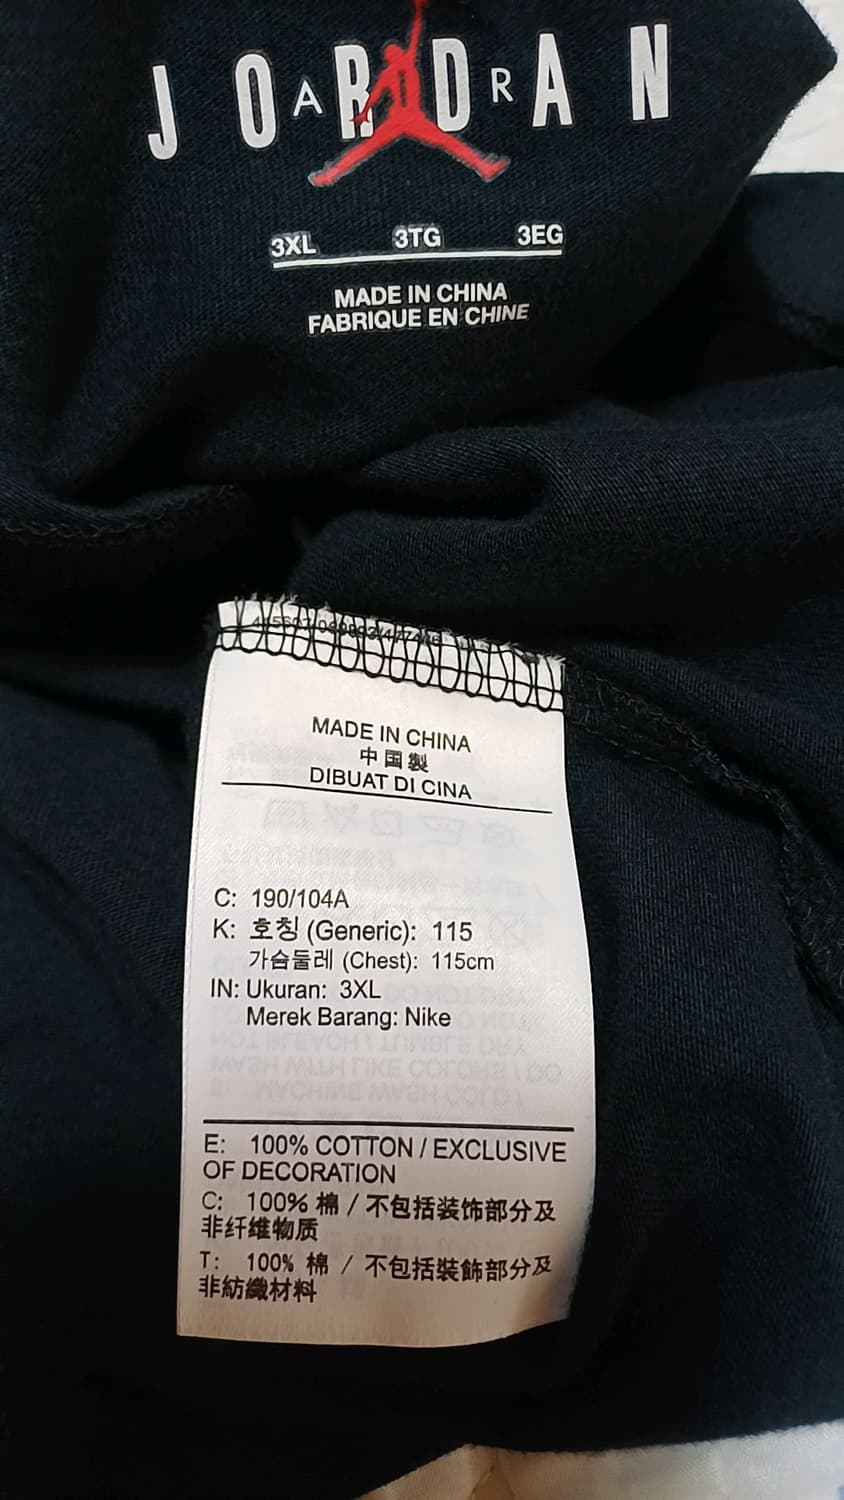 JORDAN
AR
3XL 3TG 3EG
MADE IN CHINA
FABRIQUE EN CHINE
MADE IN CHINA
中国製
DIBUAT DI CINA
C: 190/104A
K: 호칭 (Generic): 115
가슴둘레 (Chest): 115cm
IN: Ukuran: 3XL
Merek Barang: Nike
E: 100% COTTON / EXCLUSIVE
OF DECORATION
C: 100% 棉 / 不包括装饰部分及
非纤维物质
T: 100% 棉 / 不包括裝飾部分及
非紡織材料